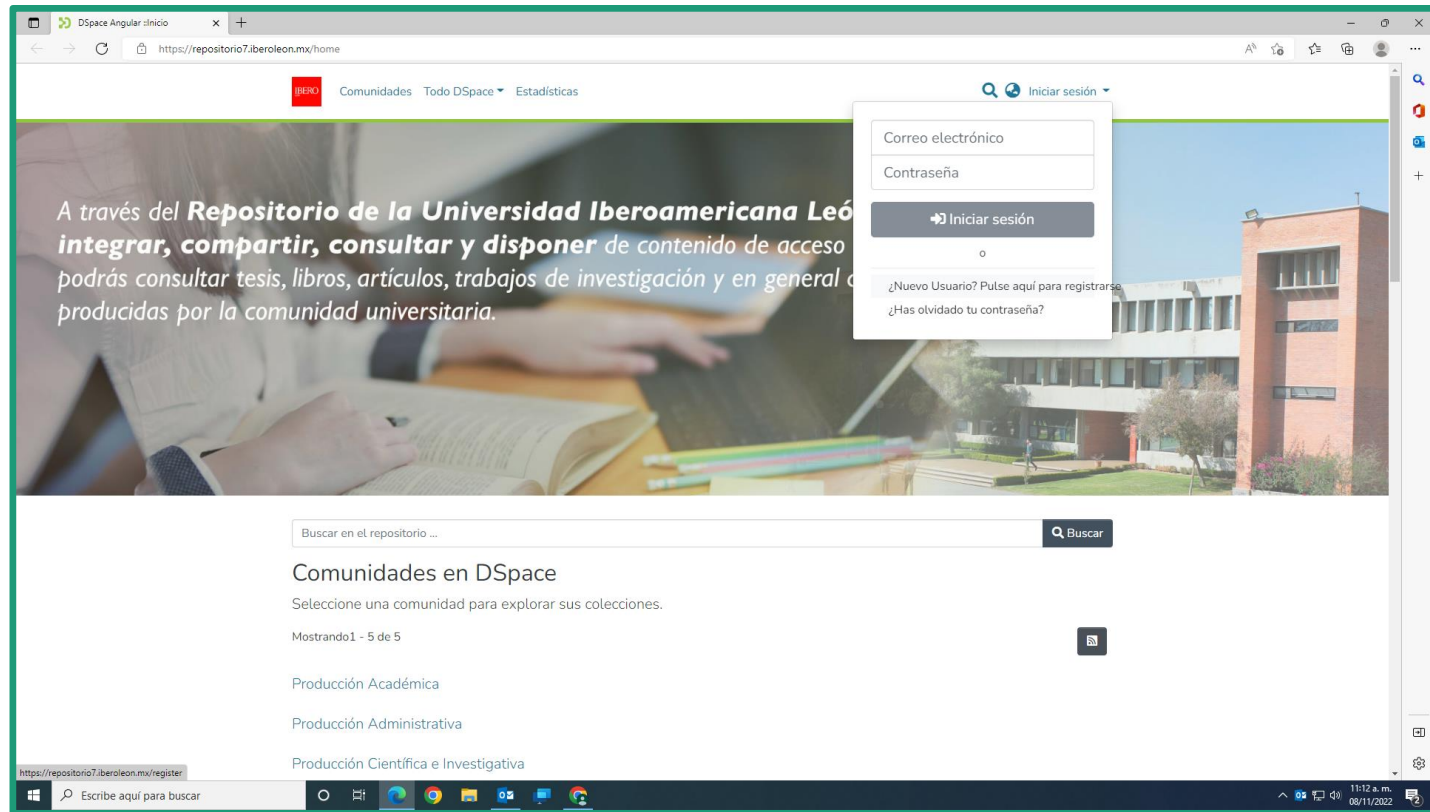 DSpace Angular ::Inicio
https://repositorio7.iberoleon.mx/home
IBERO Comunidades Todo DSpace Estadísticas Iniciar sesión
Correo electrónico
Contraseña
Iniciar sesión
o
¿Nuevo Usuario? Pulse aquí para registrarse
¿Has olvidado tu contraseña?
A través del Repositorio de la Universidad Iberoamericana Leó
integrar, compartir, consultar y disponer de contenido de acceso
podrás consultar tesis, libros, artículos, trabajos de investigación y en general
producidas por la comunidad universitaria.
Buscar en el repositorio ... Buscar
Comunidades en DSpace
Seleccione una comunidad para explorar sus colecciones.
Mostrando1 - 5 de 5
Producción Académica
Producción Administrativa
Producción Científica e Investigativa
https://repositorio7.iberoleon.mx/register
Escribe aquí para buscar
11:12 a. m.
08/11/2022